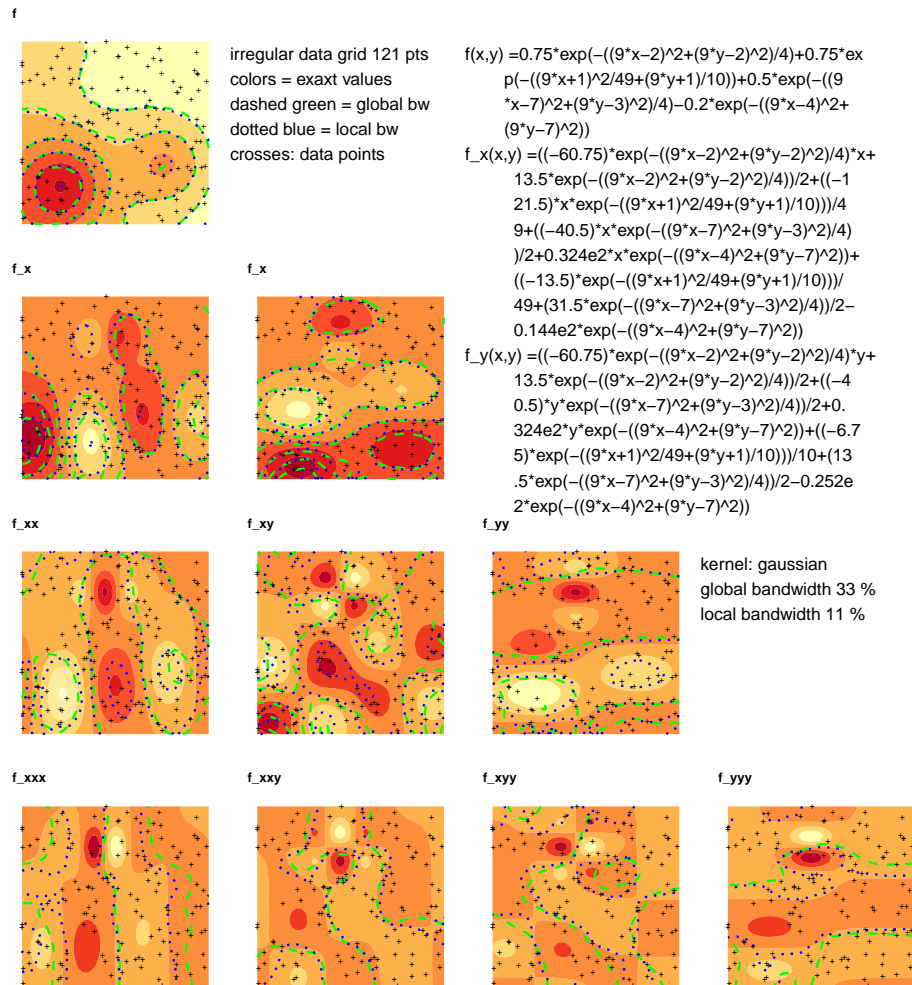 f
irregular data grid 121 pts
colors = exaxt values
dashed green = global bw
dotted blue = local bw
crosses: data points
f(x,y) =0.75*exp(−((9*x−2)^2+(9*y−2)^2)/4)+0.75*ex
p(−((9*x+1)^2/49+(9*y+1)/10))+0.5*exp(−((9
*x−7)^2+(9*y−3)^2)/4)−0.2*exp(−((9*x−4)^2+
(9*y−7)^2))
f_x(x,y) =((−60.75)*exp(−((9*x−2)^2+(9*y−2)^2)/4)*x+
13.5*exp(−((9*x−2)^2+(9*y−2)^2)/4))/2+((−1
21.5)*x*exp(−((9*x+1)^2/49+(9*y+1)/10)))/4
9+((−40.5)*x*exp(−((9*x−7)^2+(9*y−3)^2)/4)
)/2+0.324e2*x*exp(−((9*x−4)^2+(9*y−7)^2))+
((−13.5)*exp(−((9*x+1)^2/49+(9*y+1)/10)))/
49+(31.5*exp(−((9*x−7)^2+(9*y−3)^2)/4))/2−
0.144e2*exp(−((9*x−4)^2+(9*y−7)^2))
f_y(x,y) =((−60.75)*exp(−((9*x−2)^2+(9*y−2)^2)/4)*y+
13.5*exp(−((9*x−2)^2+(9*y−2)^2)/4))/2+((−4
0.5)*y*exp(−((9*x−7)^2+(9*y−3)^2)/4))/2+0.
324e2*y*exp(−((9*x−4)^2+(9*y−7)^2))+((−6.7
5)*exp(−((9*x+1)^2/49+(9*y+1)/10)))/10+(13
.5*exp(−((9*x−7)^2+(9*y−3)^2)/4))/2−0.252e
2*exp(−((9*x−4)^2+(9*y−7)^2))
f_x
f_x
f_xx
f_xy
f_yy
kernel: gaussian
global bandwidth 33 %
local bandwidth 11 %
f_xxx
f_xxy
f_xyy
f_yyy